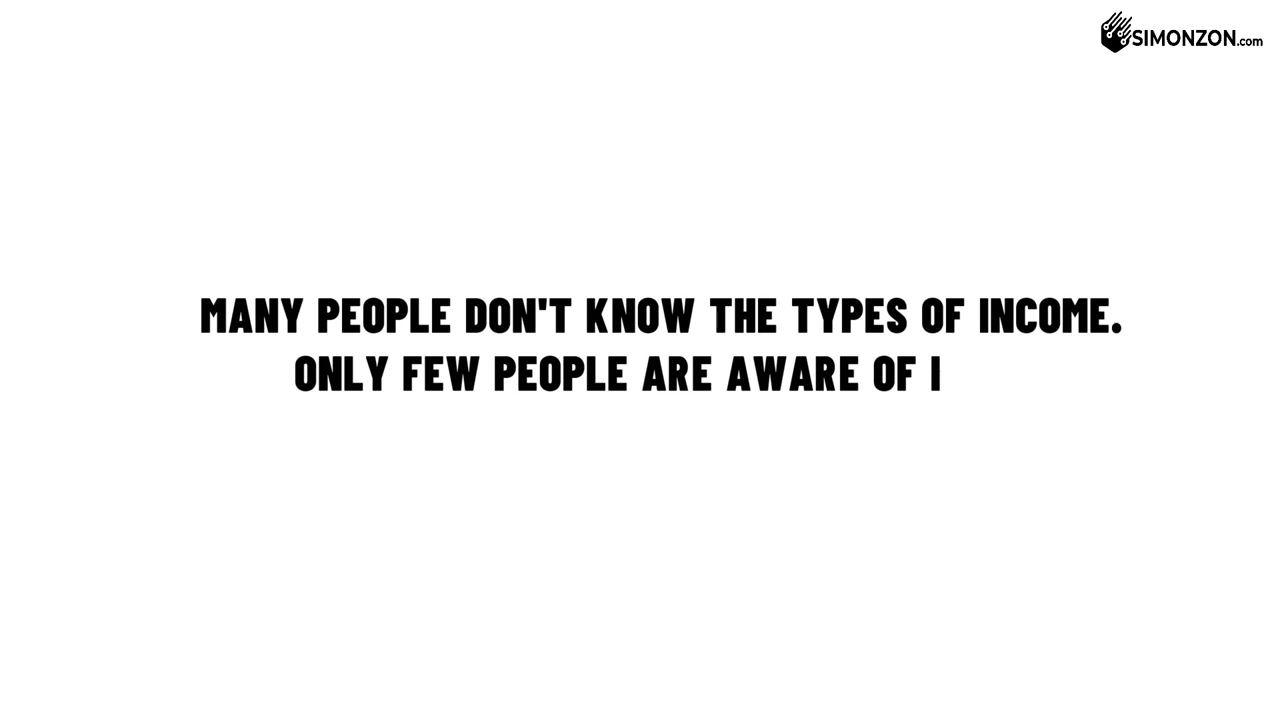 SIMONZON.com
MANY PEOPLE DON'T KNOW THE TYPES OF INCOME.
ONLY FEW PEOPLE ARE AWARE OF I